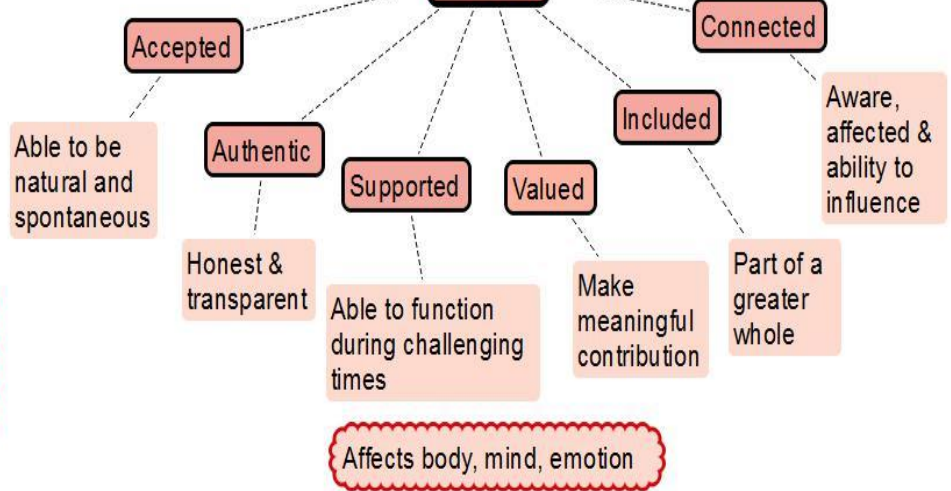 Accepted
Connected
Able to be
natural and
spontaneous
Authentic
Honest &
transparent
Supported
Able to function
during challenging
times
Valued
Make
meaningful
contribution
Included
Part of a
greater
whole
Aware,
affected &
ability to
influence
Affects body, mind, emotion